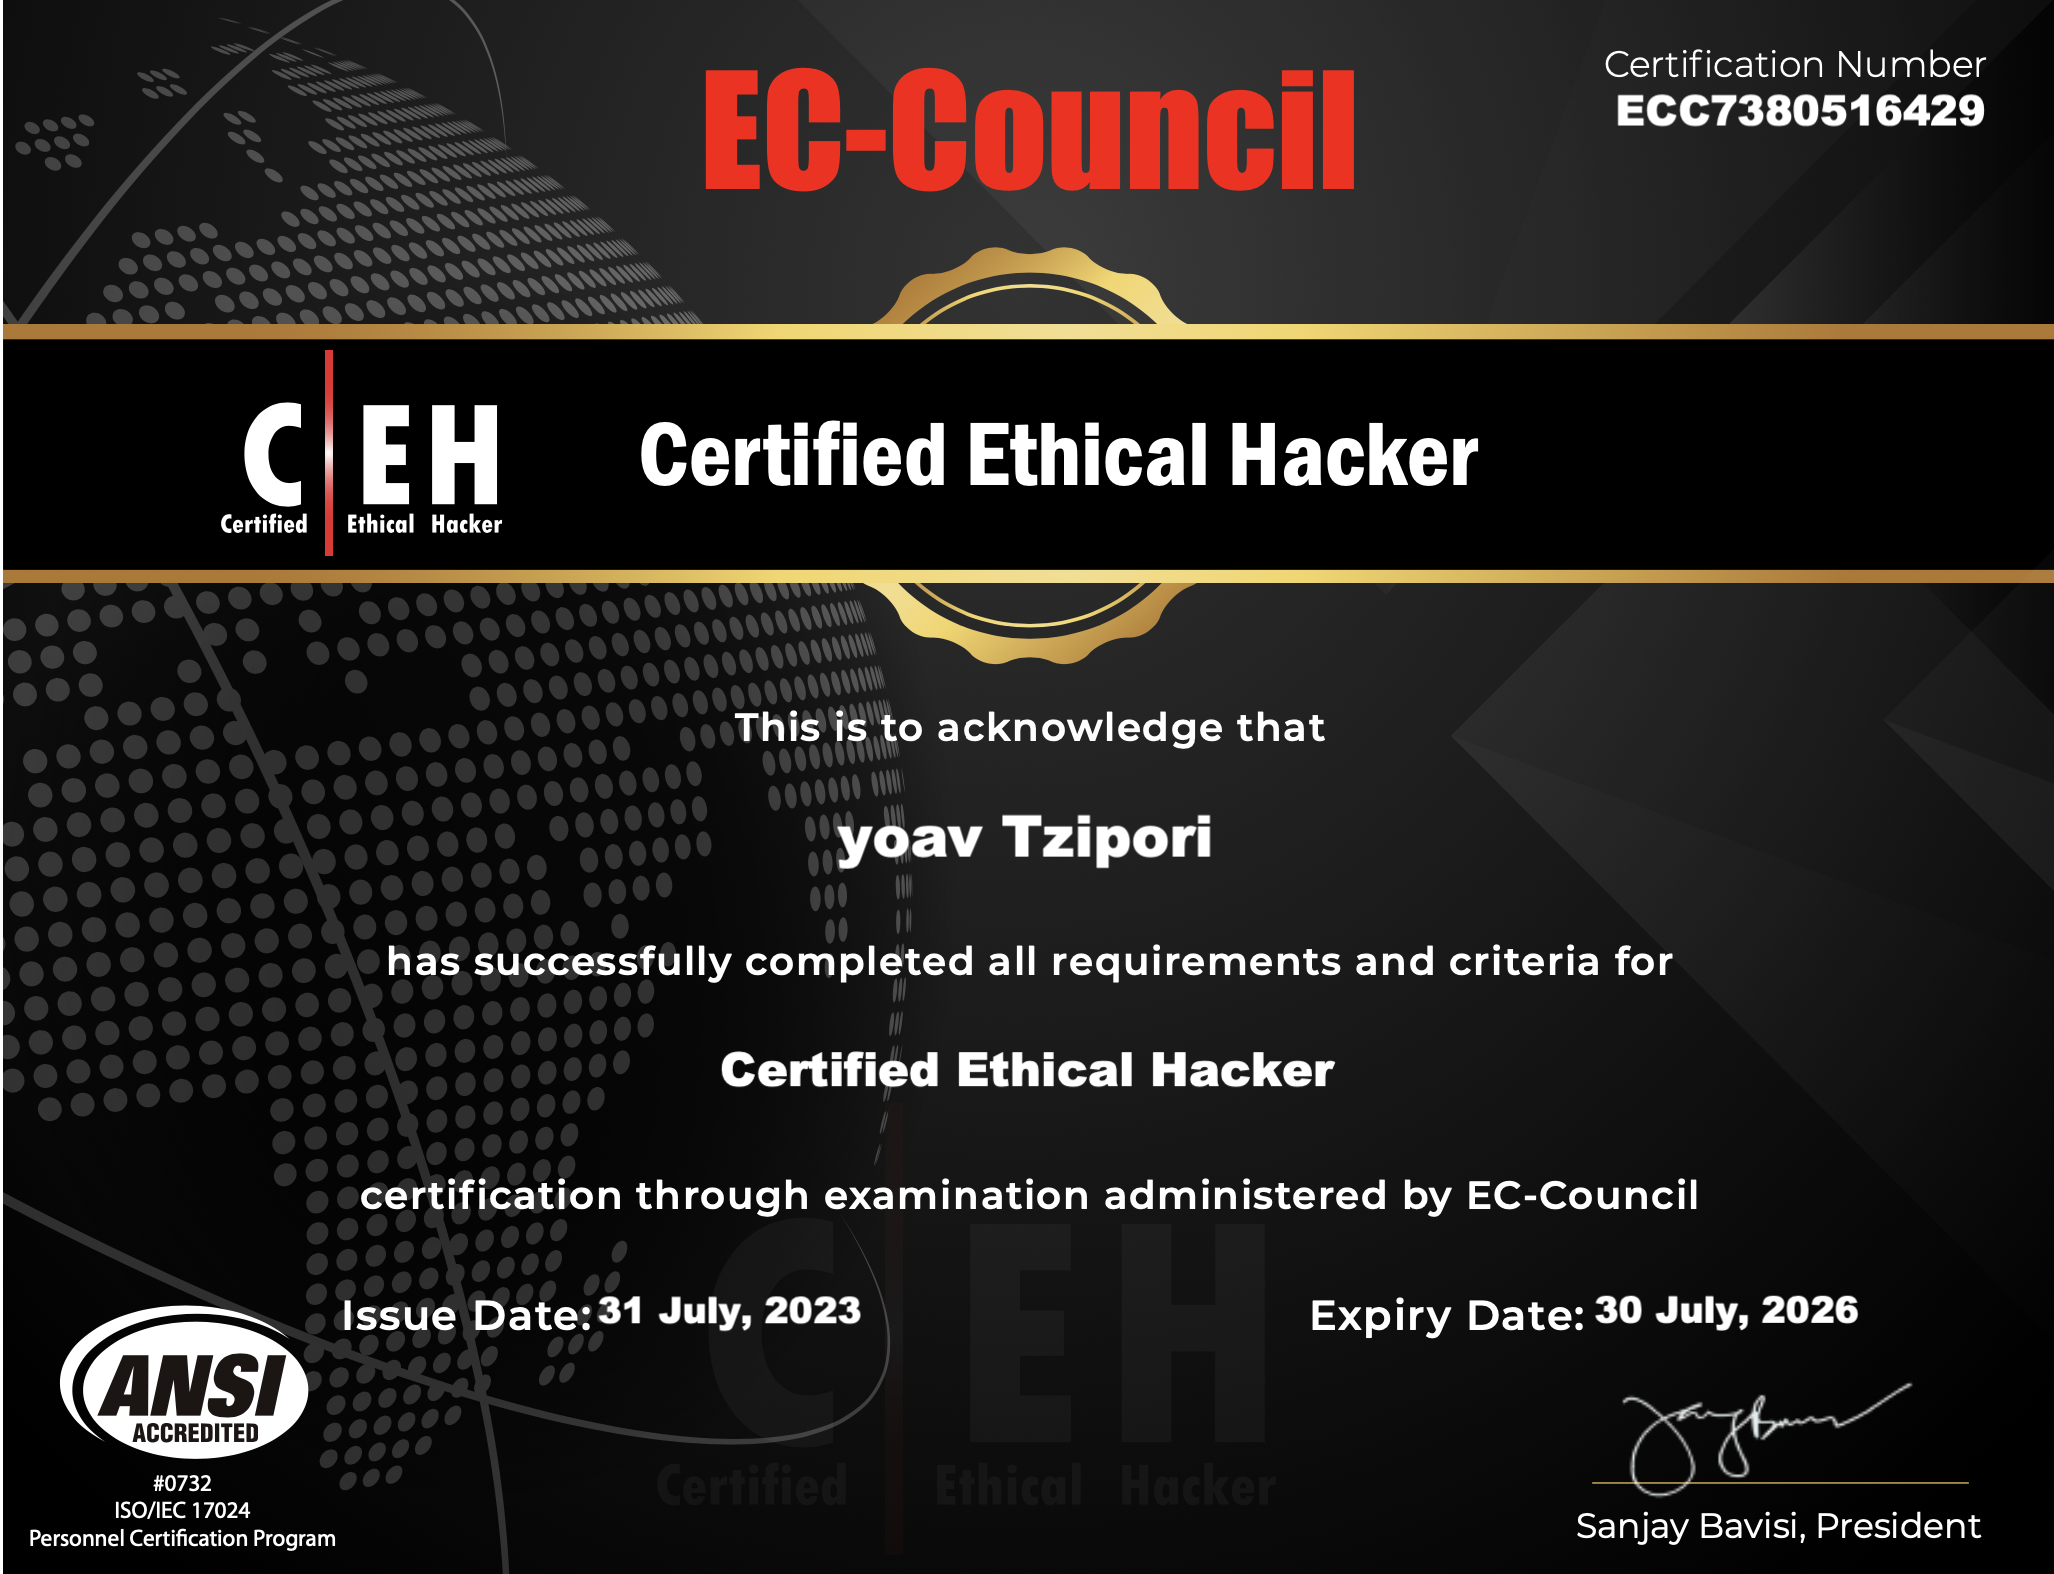 EC-Council
Certification Number
ECC7380516429
C EH
Certified Ethical Hacker
Certified Ethical Hacker
This is to acknowledge that
yoav Tzipori
has successfully completed all requirements and criteria for
Certified Ethical Hacker
certification through examination administered by EC-Council
Issue Date: 31 July, 2023
Expiry Date: 30 July, 2026
C EH
Certified Ethical Hacker
ANSI
ACCREDITED
#0732
ISO/IEC 17024
Personnel Certification Program
Sanjay Bavisi, President